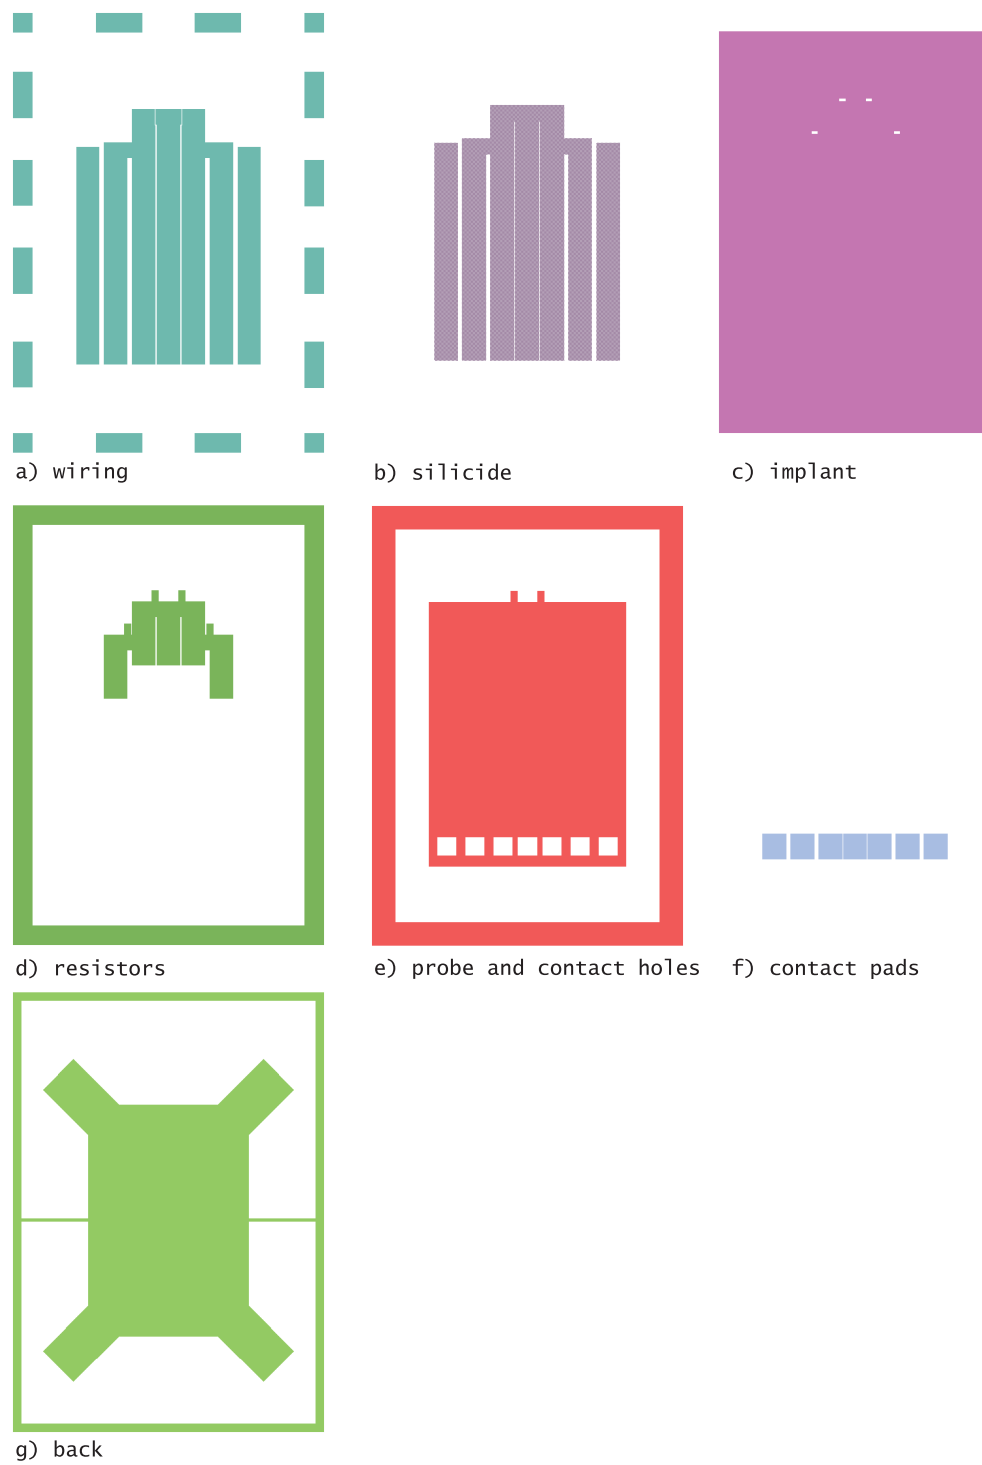 a) wiring
b) silicide
c) implant
d) resistors
e) probe and contact holes
f) contact pads
g) back